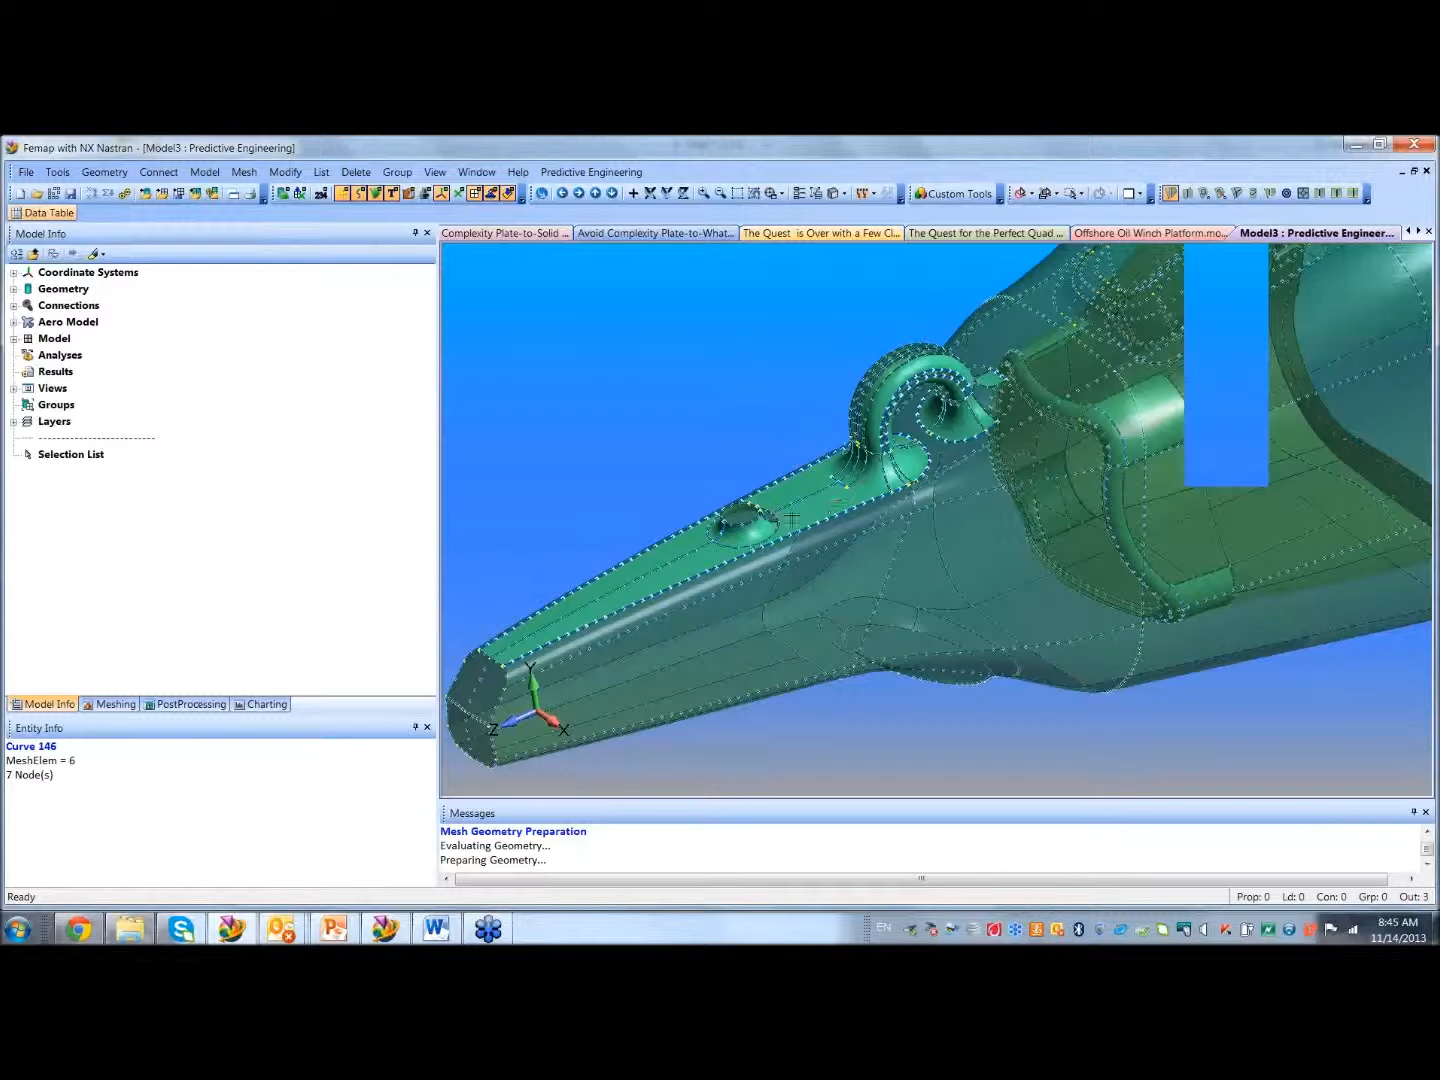 Femap with NX Nastran - [Model3 : Predictive Engineering]
File Tools Geometry Connect Model Mesh Modify List Delete Group View Window Help Predictive Engineering
Custom Tools
Data Table
Model Info
Complexity Plate-to-Solid ... Avoid Complexity Plate-to-What... The Quest is Over with a Few Cl... The Quest for the Perfect Quad ... Offshore Oil Winch Platform.mo... Model3 : Predictive Engineer...
Coordinate Systems
Geometry
Connections
Aero Model
Model
Analyses
Results
Views
Groups
Layers
Selection List
Y
Z
X
Model Info Meshing PostProcessing Charting
Entity Info
Curve 146
MeshElem = 6
7 Node(s)
Messages
Mesh Geometry Preparation
Evaluating Geometry...
Preparing Geometry...
Ready
Prop: 0 Ld: 0 Con: 0 Grp: 0 Out: 3
EN
8:45 AM
11/14/2013